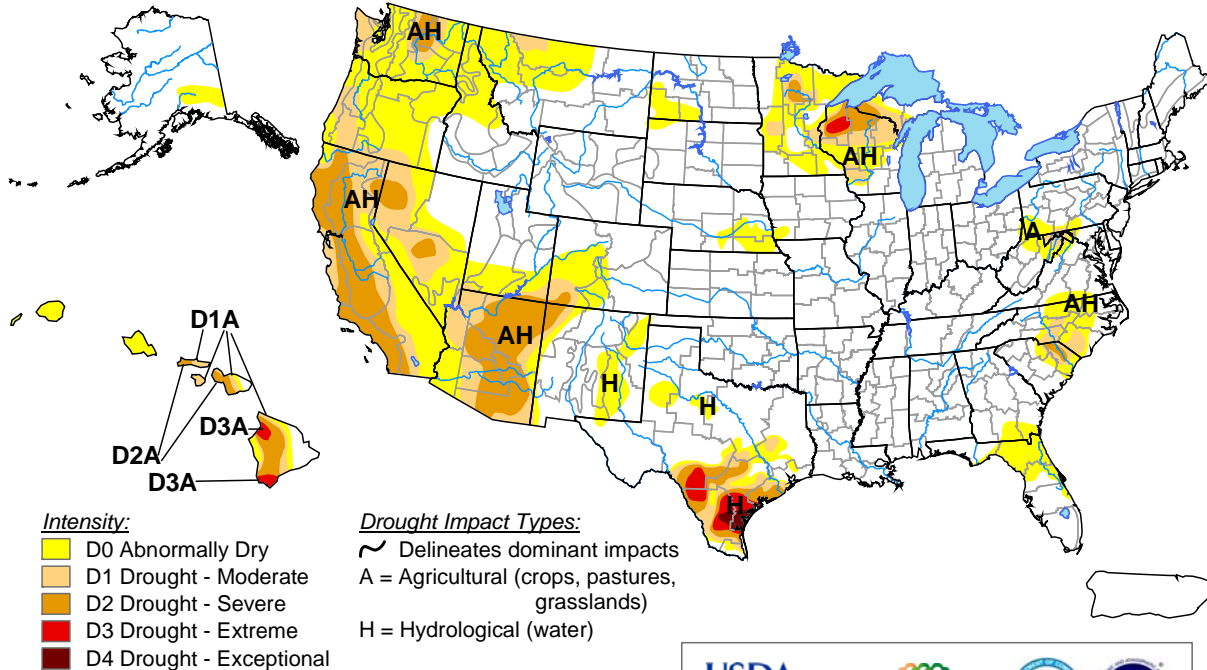 AH
AH
AH
AH
A
AH
H
H
H
D1A
D3A
D2A
D3A
Intensity:
D0 Abnormally Dry
D1 Drought - Moderate
D2 Drought - Severe
D3 Drought - Extreme
D4 Drought - Exceptional
Drought Impact Types:
Delineates dominant impacts
A = Agricultural (crops, pastures,
grasslands)
H = Hydrological (water)
USDA